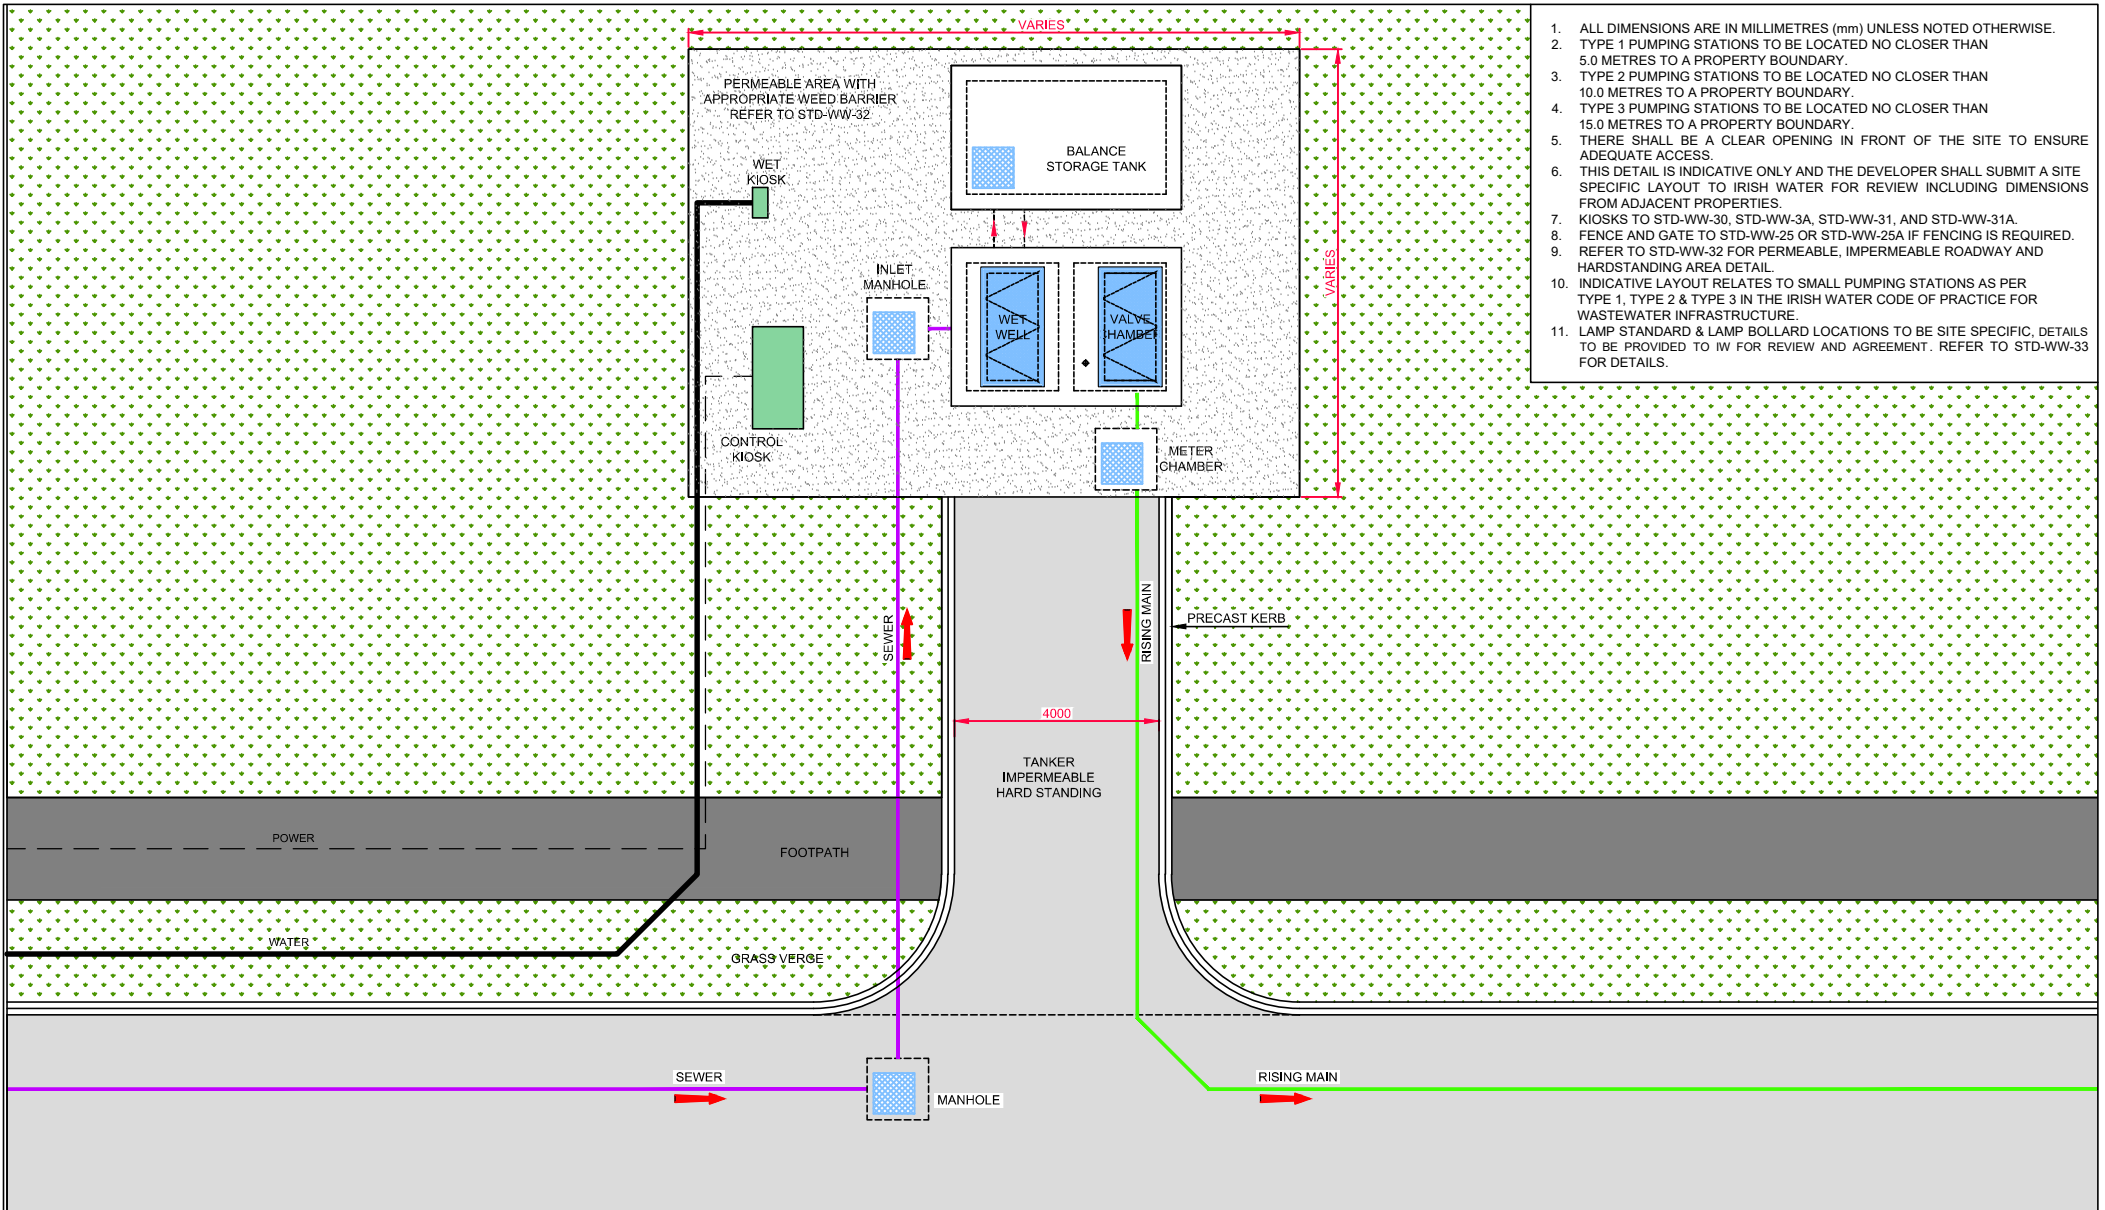 VARIES
PERMEABLE AREA WITH
APPROPRIATE WEED BARRIER
REFER TO STD-WW-32
WET
KIOSK
BALANCE
STORAGE TANK
VARIES
INLET
MANHOLE
WET
WELL
VALVE
CHAMBER
CONTROL
KIOSK
METER
CHAMBER
1. ALL DIMENSIONS ARE IN MILLIMETRES (mm) UNLESS NOTED OTHERWISE.
2. TYPE 1 PUMPING STATIONS TO BE LOCATED NO CLOSER THAN
5.0 METRES TO A PROPERTY BOUNDARY.
3. TYPE 2 PUMPING STATIONS TO BE LOCATED NO CLOSER THAN
10.0 METRES TO A PROPERTY BOUNDARY.
4. TYPE 3 PUMPING STATIONS TO BE LOCATED NO CLOSER THAN
15.0 METRES TO A PROPERTY BOUNDARY.
5. THERE SHALL BE A CLEAR OPENING IN FRONT OF THE SITE TO ENSURE
ADEQUATE ACCESS.
6. THIS DETAIL IS INDICATIVE ONLY AND THE DEVELOPER SHALL SUBMIT A SITE
SPECIFIC LAYOUT TO IRISH WATER FOR REVIEW INCLUDING DIMENSIONS
FROM ADJACENT PROPERTIES.
7. KIOSKS TO STD-WW-30, STD-WW-3A, STD-WW-31, AND STD-WW-31A.
8. FENCE AND GATE TO STD-WW-25 OR STD-WW-25A IF FENCING IS REQUIRED.
9. REFER TO STD-WW-32 FOR PERMEABLE, IMPERMEABLE ROADWAY AND
HARDSTANDING AREA DETAIL.
10. INDICATIVE LAYOUT RELATES TO SMALL PUMPING STATIONS AS PER
TYPE 1, TYPE 2 & TYPE 3 IN THE IRISH WATER CODE OF PRACTICE FOR
WASTEWATER INFRASTRUCTURE.
11. LAMP STANDARD & LAMP BOLLARD LOCATIONS TO BE SITE SPECIFIC, DETAILS
TO BE PROVIDED TO IW FOR REVIEW AND AGREEMENT. REFER TO STD-WW-33
FOR DETAILS.
SEWER
RISING MAIN
PRECAST KERB
4000
TANKER
IMPERMEABLE
HARD STANDING
POWER
FOOTPATH
WATER
GRASS VERGE
SEWER
MANHOLE
RISING MAIN